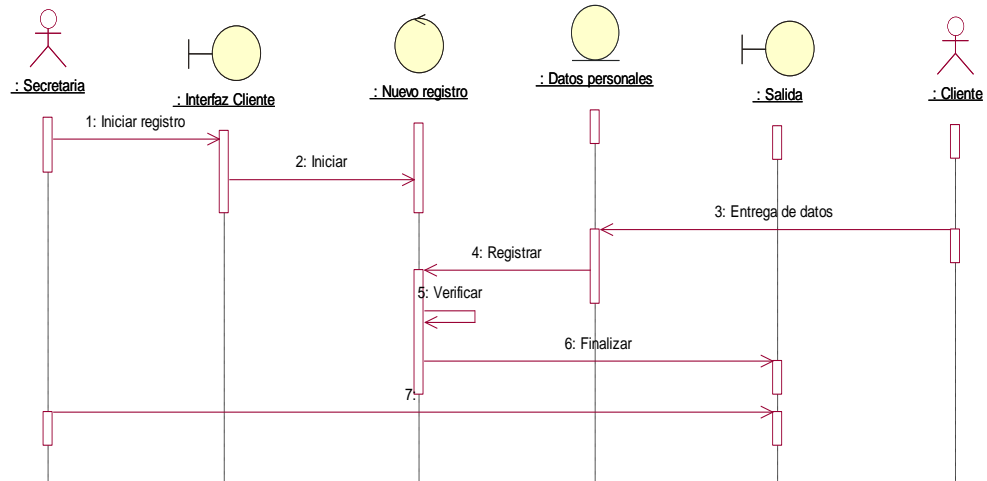 : Secretaria
: Interfaz Cliente
: Nuevo registro
: Datos personales
: Salida
: Cliente
1: Iniciar registro
2: Iniciar
3: Entrega de datos
4: Registrar
5: Verificar
6: Finalizar
7: